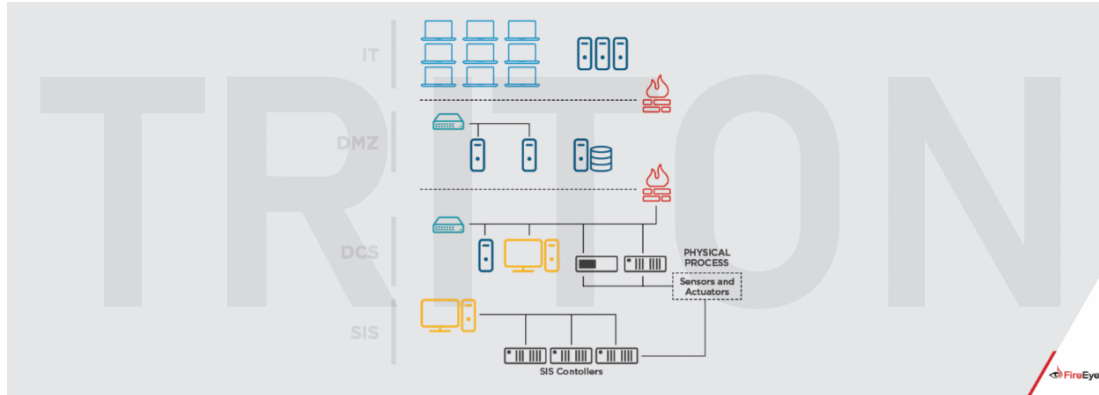 TRITON
IT
DMZ
DCS
PHYSICAL
PROCESS
Sensors and
Actuators
SIS
SIS Contollers
FireEye